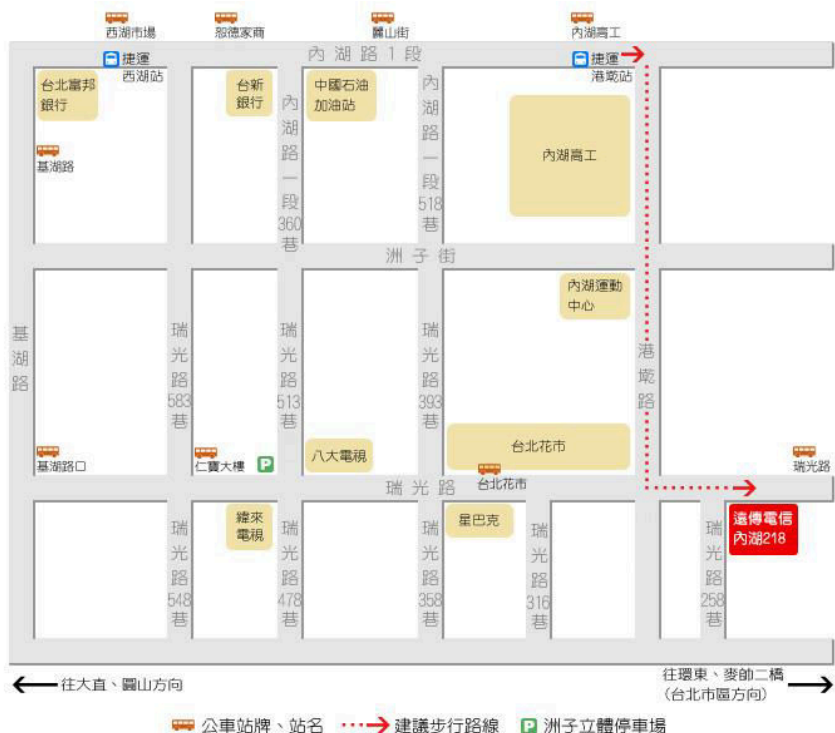 西湖市場
恕德家商
麗山街
內湖高工
捷運
西湖站
內湖路1段
捷運
港墘站
台北富邦
銀行
台新
銀行
中國石油
加油站
內湖路一段360巷
內湖路一段518巷
內湖高工
基湖路
洲子街
內湖運動
中心
基湖路
瑞光路583巷
瑞光路513巷
瑞光路393巷
港墘路
台北花市
八大電視
基湖路口
仁寶大樓
P
瑞光路
台北花市
瑞光路
緯來
電視
星巴克
遠傳電信
內湖218
瑞光路548巷
瑞光路478巷
瑞光路358巷
瑞光路316巷
瑞光路258巷
往大直、圓山方向
往環東、麥帥二橋
(台北市區方向)
公車站牌、站名
建議步行路線
P
洲子立體停車場